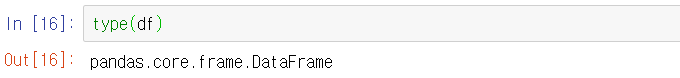 In [16]: type(df)
Out[16]: pandas.core.frame.DataFrame